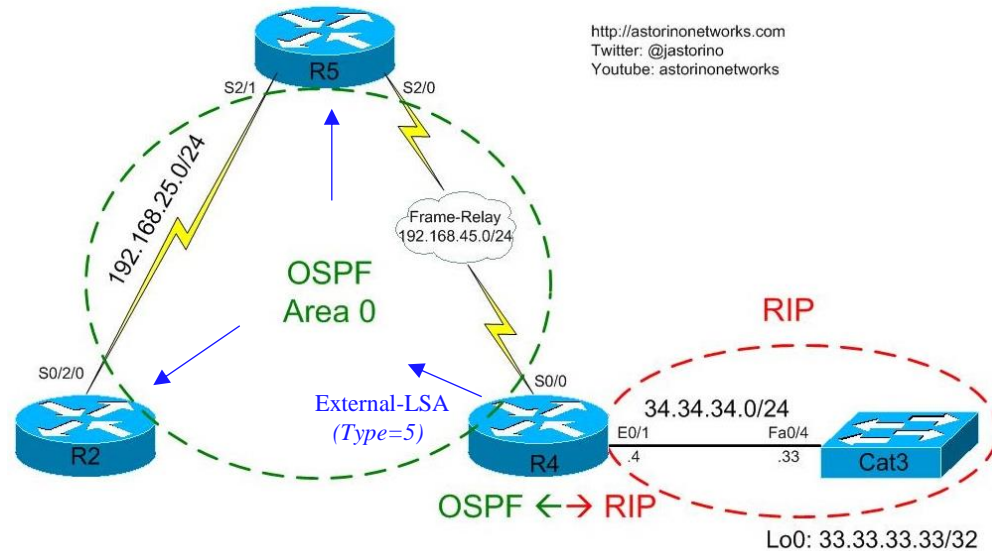 http://astorinonetworks.com
Twitter: @jastorino
Youtube: astorinonetworks
R5
S2/1
S2/0
192.168.25.0/24
Frame-Relay
192.168.45.0/24
OSPF
Area 0
RIP
S0/2/0
S0/0
External-LSA
(Type=5)
34.34.34.0/24
E0/1
Fa0/4
.4
.33
R2
R4
Cat3
OSPF ←→ RIP
Lo0: 33.33.33.33/32